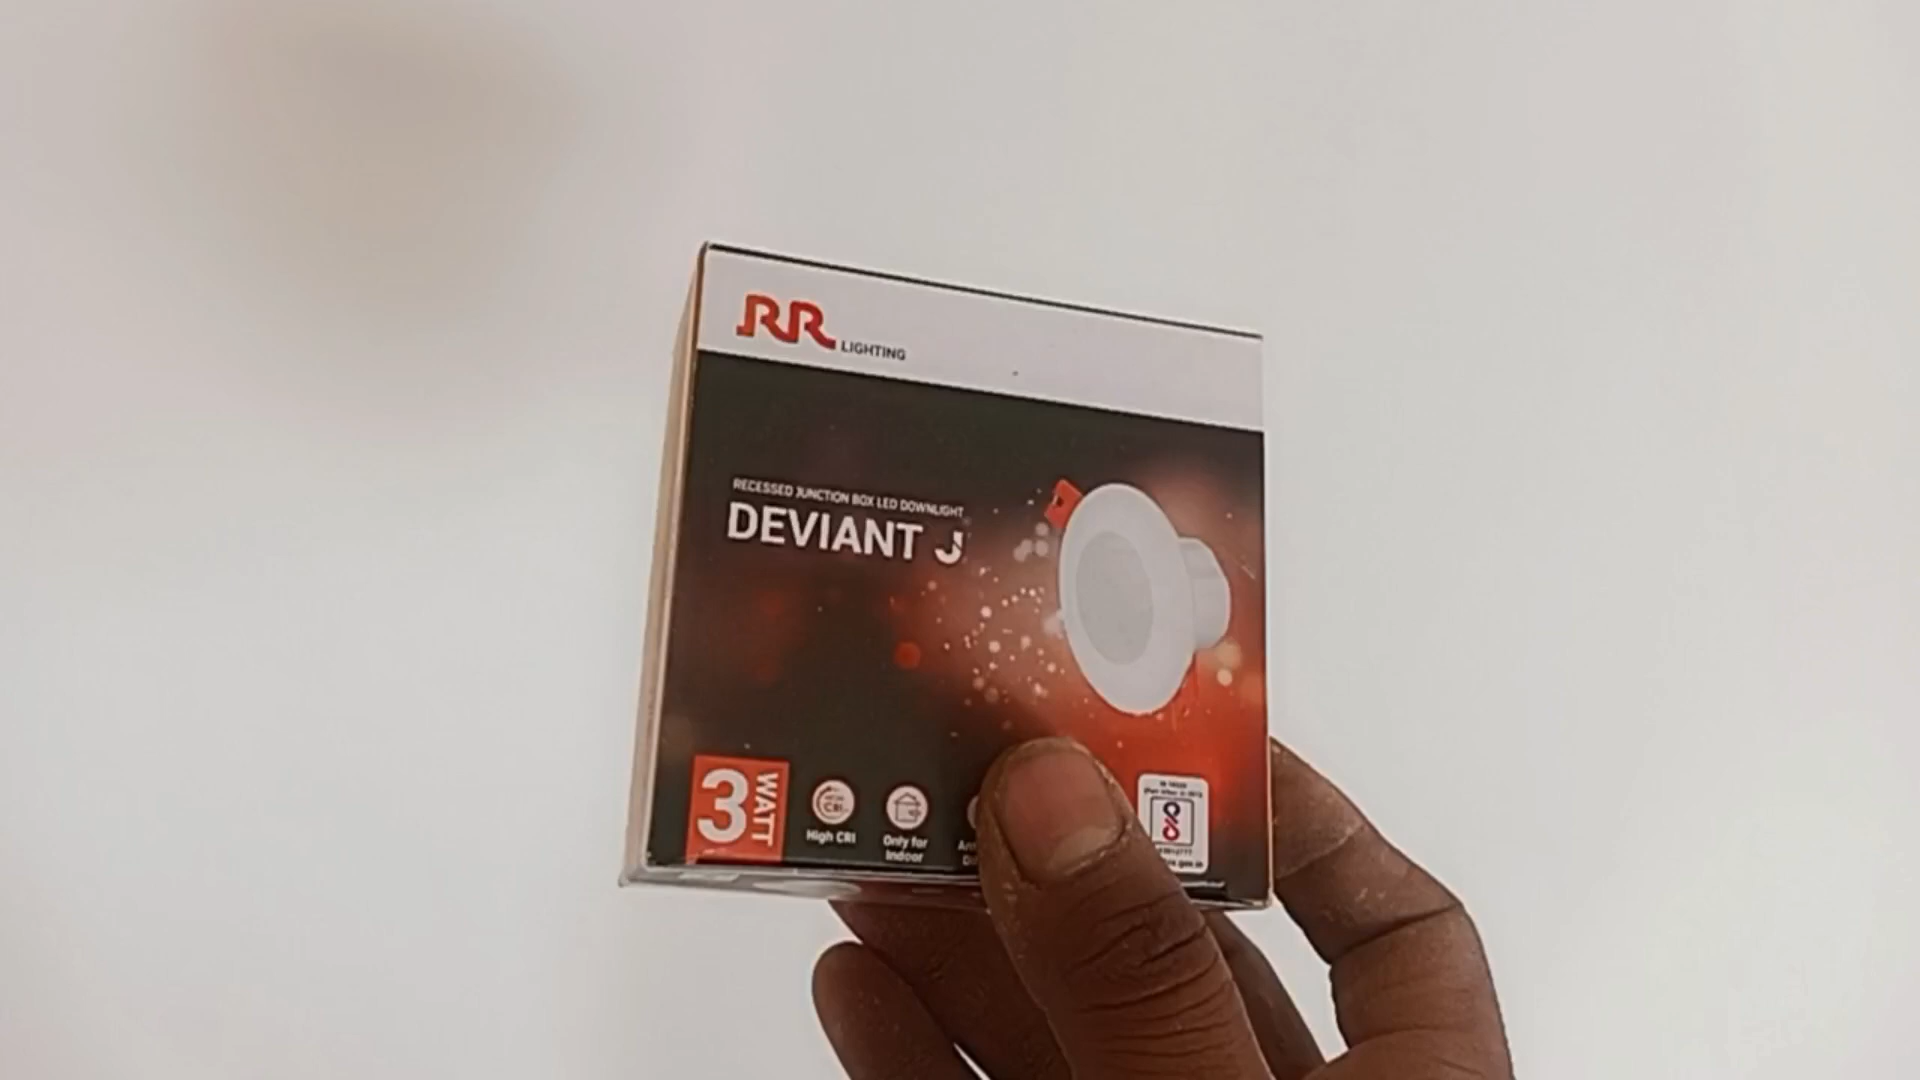 RR LIGHTING
RECESSED JUNCTION BOX LED DOWNLIGHT
DEVIANT J
3 WATT
High CRI
Only for
Indoor